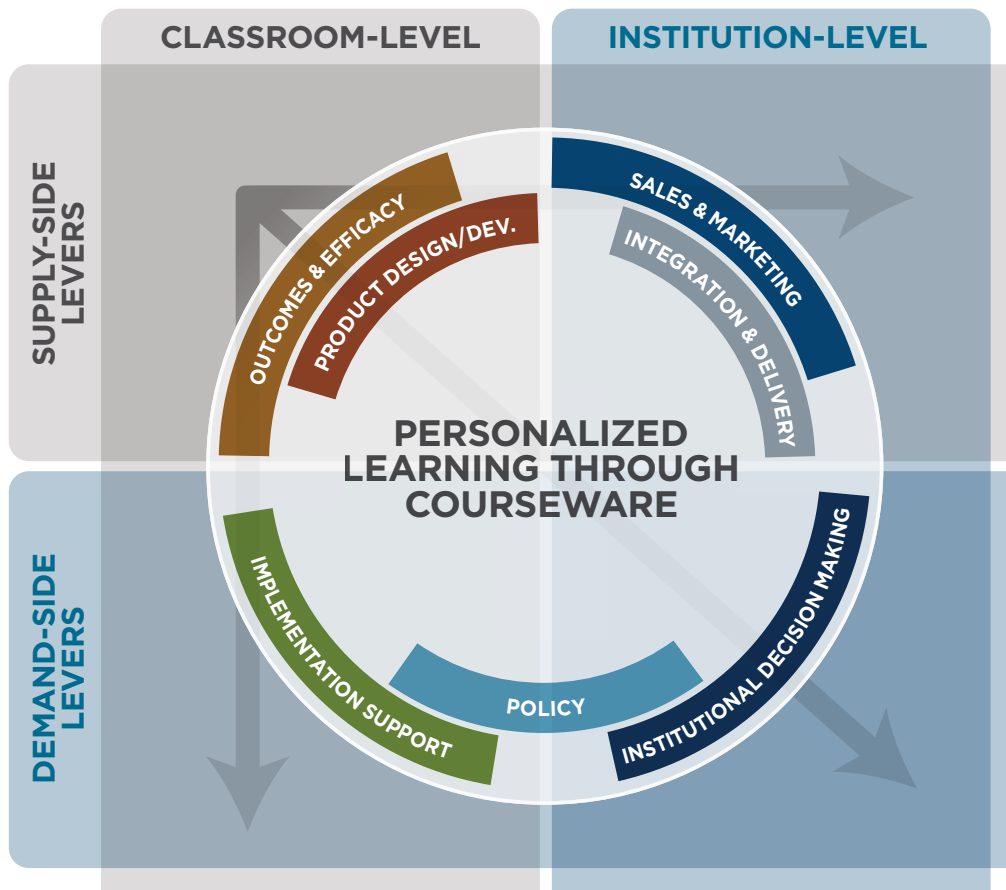 CLASSROOM-LEVEL
INSTITUTION-LEVEL
SUPPLY-SIDE
LEVERS
OUTCOMES & EFFICACY
PRODUCT DESIGN/DEV.
SALES & MARKETING
INTEGRATION & DELIVERY
PERSONALIZED
LEARNING THROUGH
COURSEWARE
DEMAND-SIDE
LEVERS
IMPLEMENTATION SUPPORT
POLICY
INSTITUTIONAL DECISION MAKING